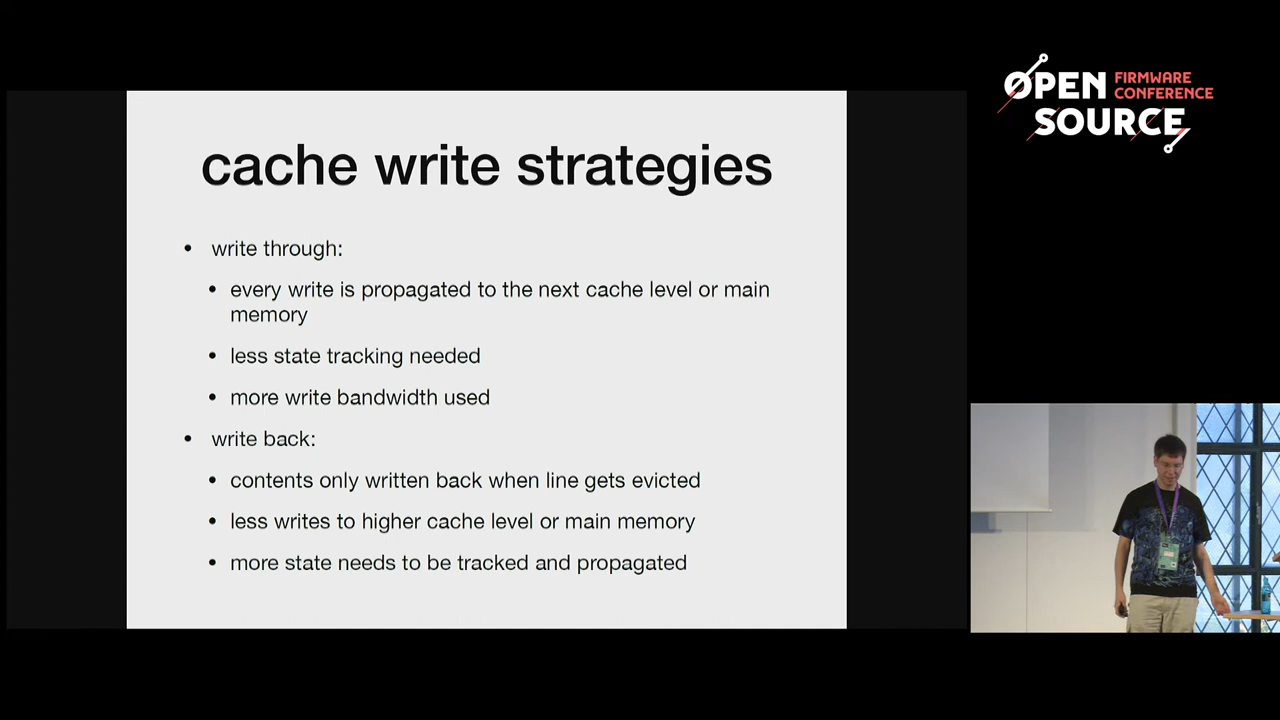 OPEN FIRMWARE
CONFERENCE
SOURCE
cache write strategies
• write through:
• every write is propagated to the next cache level or main
memory
• less state tracking needed
• more write bandwidth used
• write back:
• contents only written back when line gets evicted
• less writes to higher cache level or main memory
• more state needs to be tracked and propagated